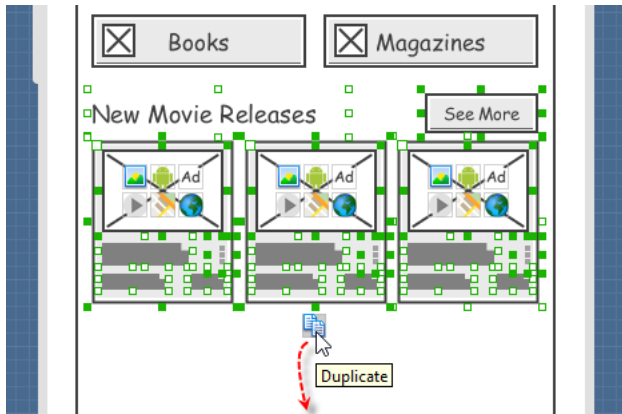 Books
Magazines
New Movie Releases
See More
Ad
Ad
Ad
Duplicate